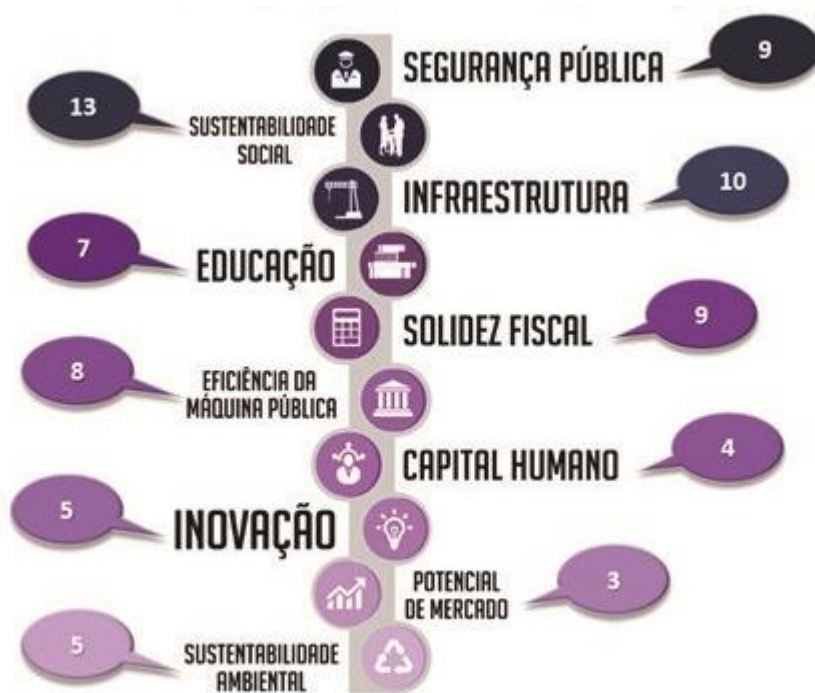 9
SEGURANÇA PÚBLICA
13
SUSTENTABILIDADE
SOCIAL
10
INFRAESTRUTURA
7
EDUCAÇÃO
9
SOLIDEZ FISCAL
8
EFICIÊNCIA DA
MÁQUINA PÚBLICA
4
CAPITAL HUMANO
5
INOVAÇÃO
3
POTENCIAL
DE MERCADO
5
SUSTENTABILIDADE
AMBIENTAL